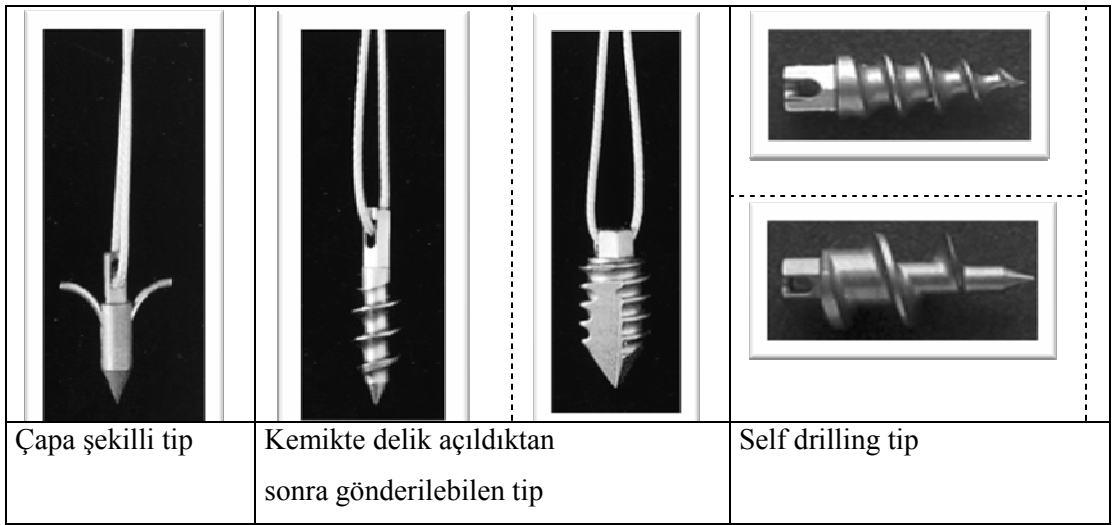 Çapa şekilli tip
Kemikte delik açıldıktan
sonra gönderilebilen tip
Self drilling tip